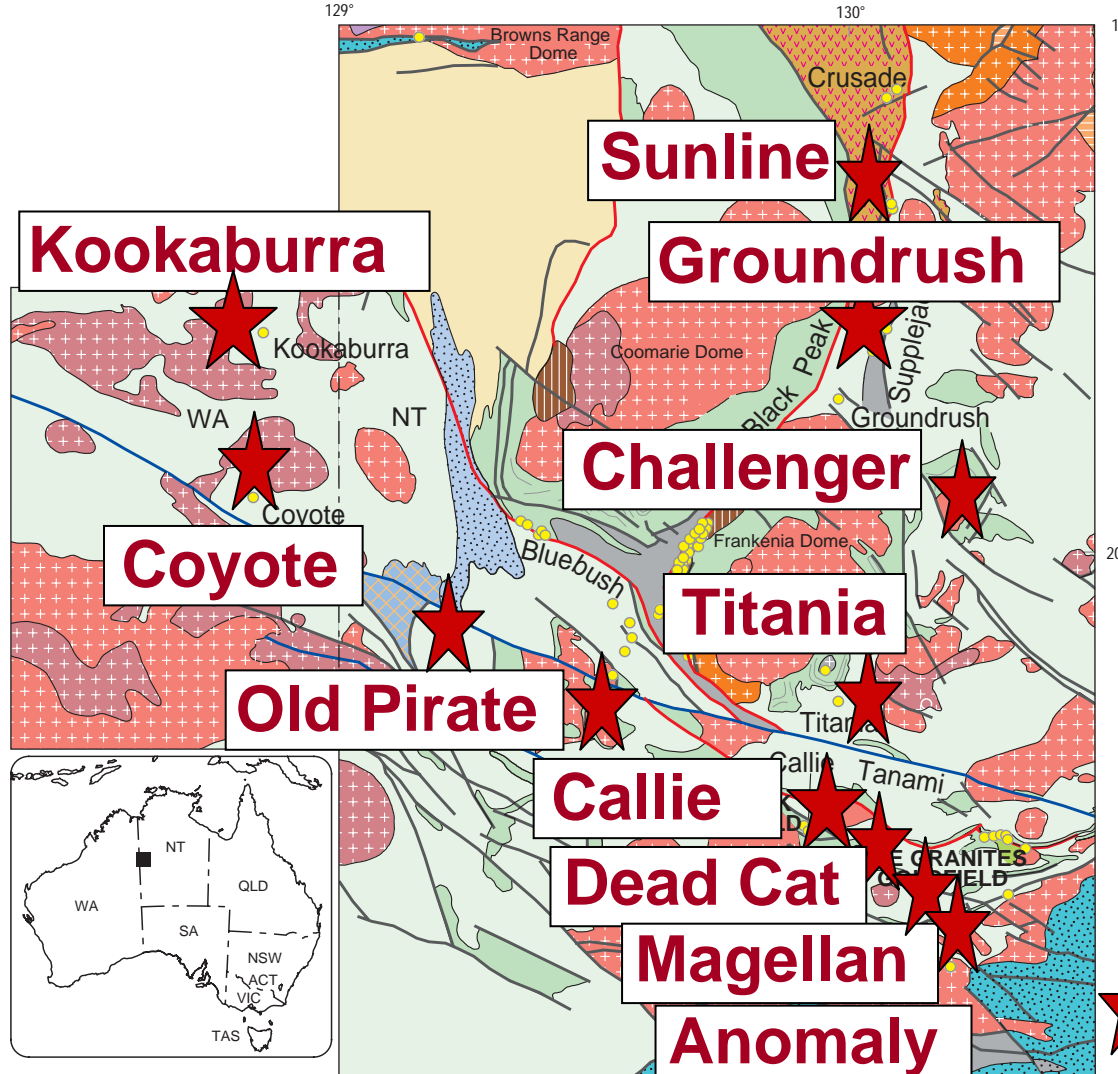 129°
130°
Browns Range
Dome
Crusade
Sunline
Kookaburra
Groundrush
Kookaburra
Coomarie Dome
Black Peak
WA
NT
Groundrush
Challenger
Coyote
Frankenia Dome
Coyote
Bluebush
Titania
Old Pirate
Titania
Callie
Tanami
Callie
GRANITES
Dead Cat
Magellan
Anomaly
NT
WA
QLD
SA
NSW
ACT
VIC
TAS